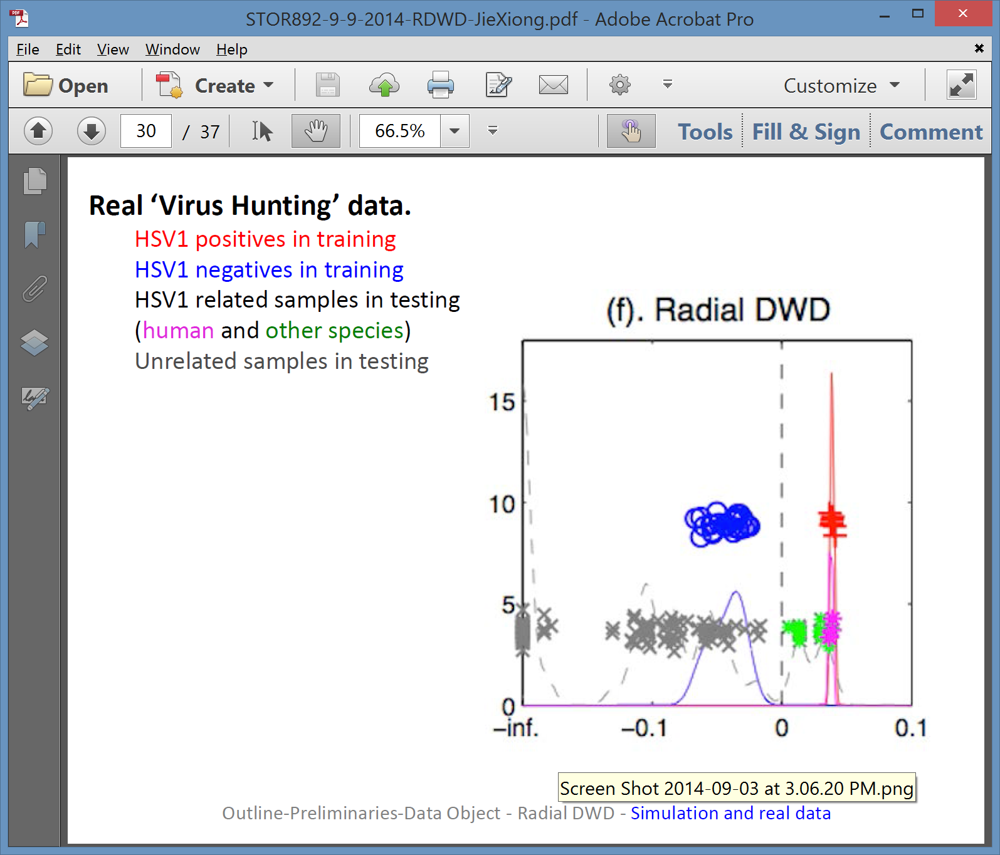 STOR892-9-9-2014-RDWD-JieXiong.pdf - Adobe Acrobat Pro
File Edit View Window Help
Open Create Customize
30 / 37 66.5% Tools Fill & Sign Comment
Real ‘Virus Hunting’ data.
HSV1 positives in training
HSV1 negatives in training
HSV1 related samples in testing
(human and other species)
Unrelated samples in testing
(f). Radial DWD
15
10
5
0
–inf. –0.1 0 0.1
Screen Shot 2014-09-03 at 3.06.20 PM.png
Outline-Preliminaries-Data Object - Radial DWD - Simulation and real data